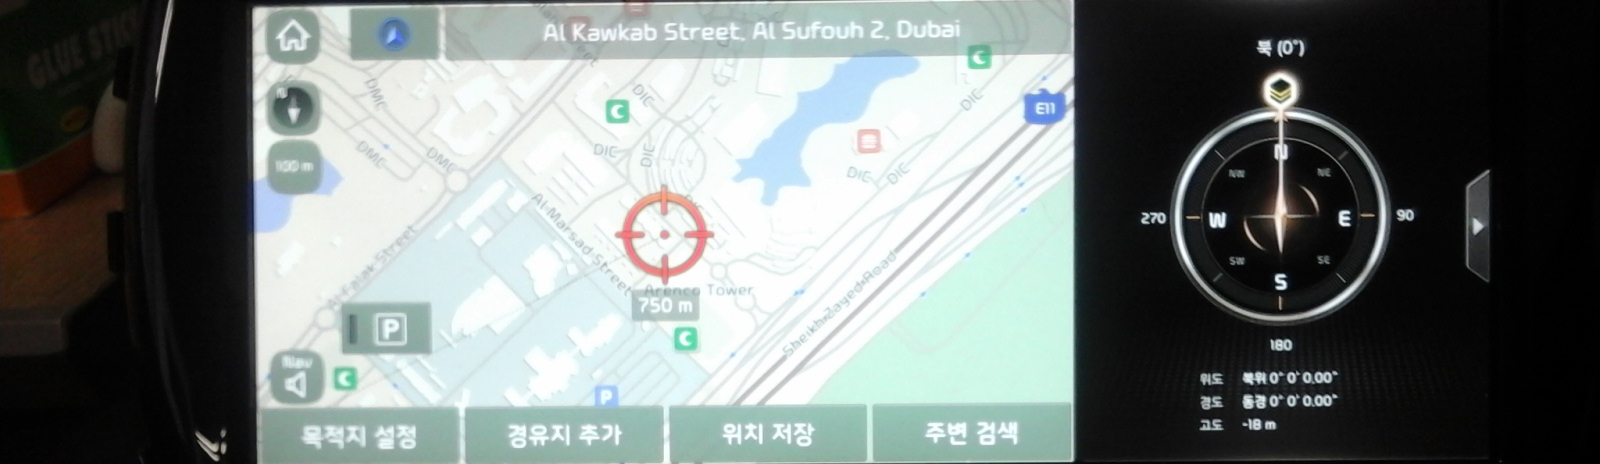 GLUE STICK
Al Kawkab Street, Al Sufouh 2, Dubai
N
100 m
DMC
DMC
DMC
DIC
DIC
DIC
DIC
DIC
DIC
DIC
E11
Al-Marsad-Street
Al Falak Street
Arenco Tower
750 m
Sheikh-Zayed-Road
P
P
Nav
목적지 설정
경유지 추가
위치 저장
주변 검색
북 (0°)
N
NW
NE
270
W
E
90
SW
SE
S
180
위도 북위 0° 0' 0.00"
경도 동경 0° 0' 0.00"
고도 -18 m